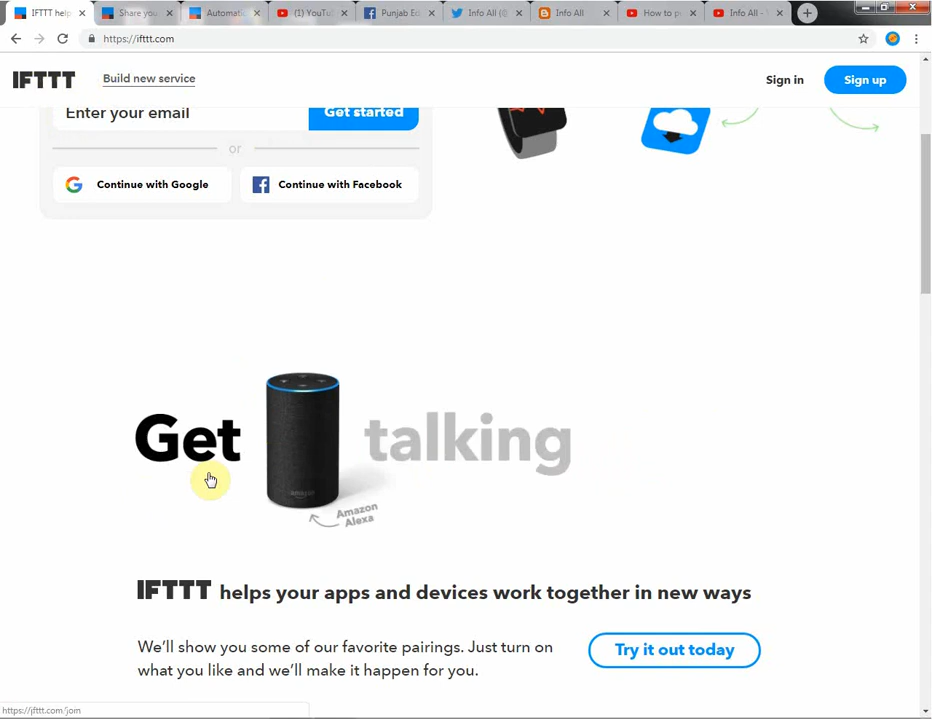 IFTTT help
Share you
Automatic
(1) YouTu
Punjab Ed
Twitter Info All (@
Info All
How to p
Info All -
https://ifttt.com
IFTTT
Build new service
Sign in
Sign up
Enter your email
Get started
or
Continue with Google
Continue with Facebook
Get talking
amazon
Amazon
Alexa
IFTTT helps your apps and devices work together in new ways
We'll show you some of our favorite pairings. Just turn on
what you like and we'll make it happen for you.
Try it out today
https://ifttt.com/join